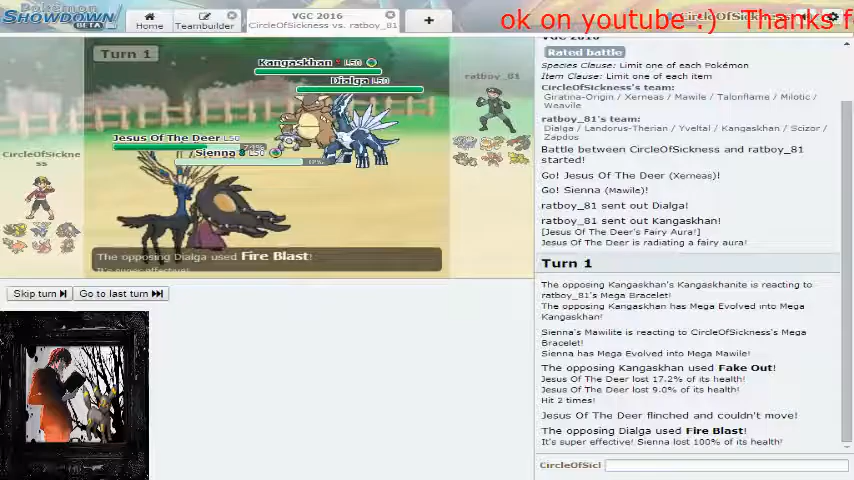 Pokémon
SHOWDOWN
BETA
Home
Teambuilder
VGC 2016
CircleOfSickness vs. ratboy_81
+
ok on youtube :) Thanks f
CircleOfSickness
Turn 1
Kangaskhan L50
Dialga L50
Jesus Of The Deer L50
74%
Sienna L50
0%
CircleOfSickne
ss
ratboy_81
The opposing Dialga used Fire Blast!
It's super effective!
Skip turn
Go to last turn
VGC 2016
Rated battle
Species Clause: Limit one of each Pokémon
Item Clause: Limit one of each item
CircleOfSickness's team:
Giratina-Origin / Xerneas / Mawile / Talonflame / Milotic /
Weavile
ratboy_81's team:
Dialga / Landorus-Therian / Yveltal / Kangaskhan / Scizor /
Zapdos
Battle between CircleOfSickness and ratboy_81
started!
Go! Jesus Of The Deer (Xerneas)!
Go! Sienna (Mawile)!
ratboy_81 sent out Dialga!
ratboy_81 sent out Kangaskhan!
[Jesus Of The Deer's Fairy Aura!]
Jesus Of The Deer is radiating a fairy aura!
Turn 1
The opposing Kangaskhan's Kangaskhanite is reacting to
ratboy_81's Mega Bracelet!
The opposing Kangaskhan has Mega Evolved into Mega
Kangaskhan!
Sienna's Mawilite is reacting to CircleOfSickness's Mega
Bracelet!
Sienna has Mega Evolved into Mega Mawile!
The opposing Kangaskhan used Fake Out!
Jesus Of The Deer lost 17.2% of its health!
Jesus Of The Deer lost 9.0% of its health!
Hit 2 times!
Jesus Of The Deer flinched and couldn't move!
The opposing Dialga used Fire Blast!
It's super effective! Sienna lost 100% of its health!
CircleOfSicl